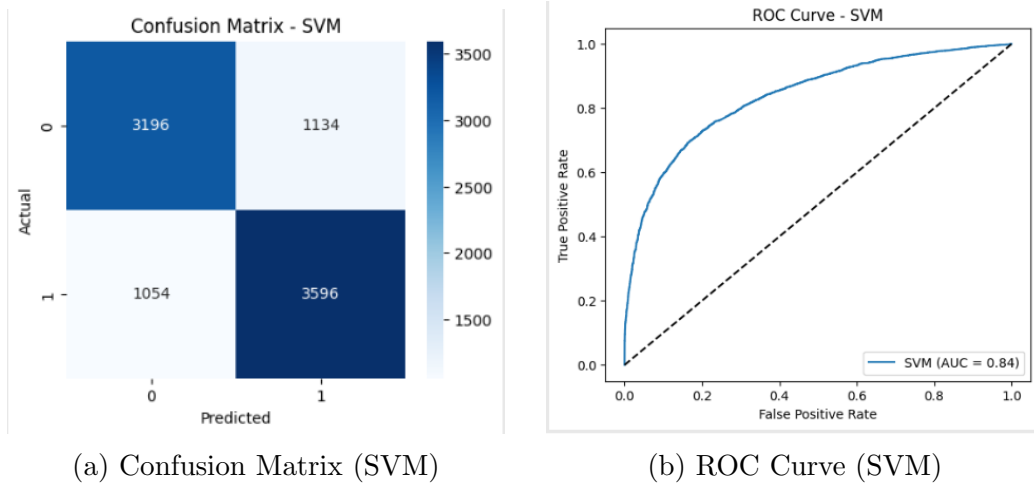 Confusion Matrix - SVM
Actual
0
1
3196
1134
1054
3596
0
1
Predicted
3500
3000
2500
2000
1500
(a) Confusion Matrix (SVM)
ROC Curve - SVM
True Positive Rate
1.0
0.8
0.6
0.4
0.2
0.0
SVM (AUC = 0.84)
0.0
0.2
0.4
0.6
0.8
1.0
False Positive Rate
(b) ROC Curve (SVM)